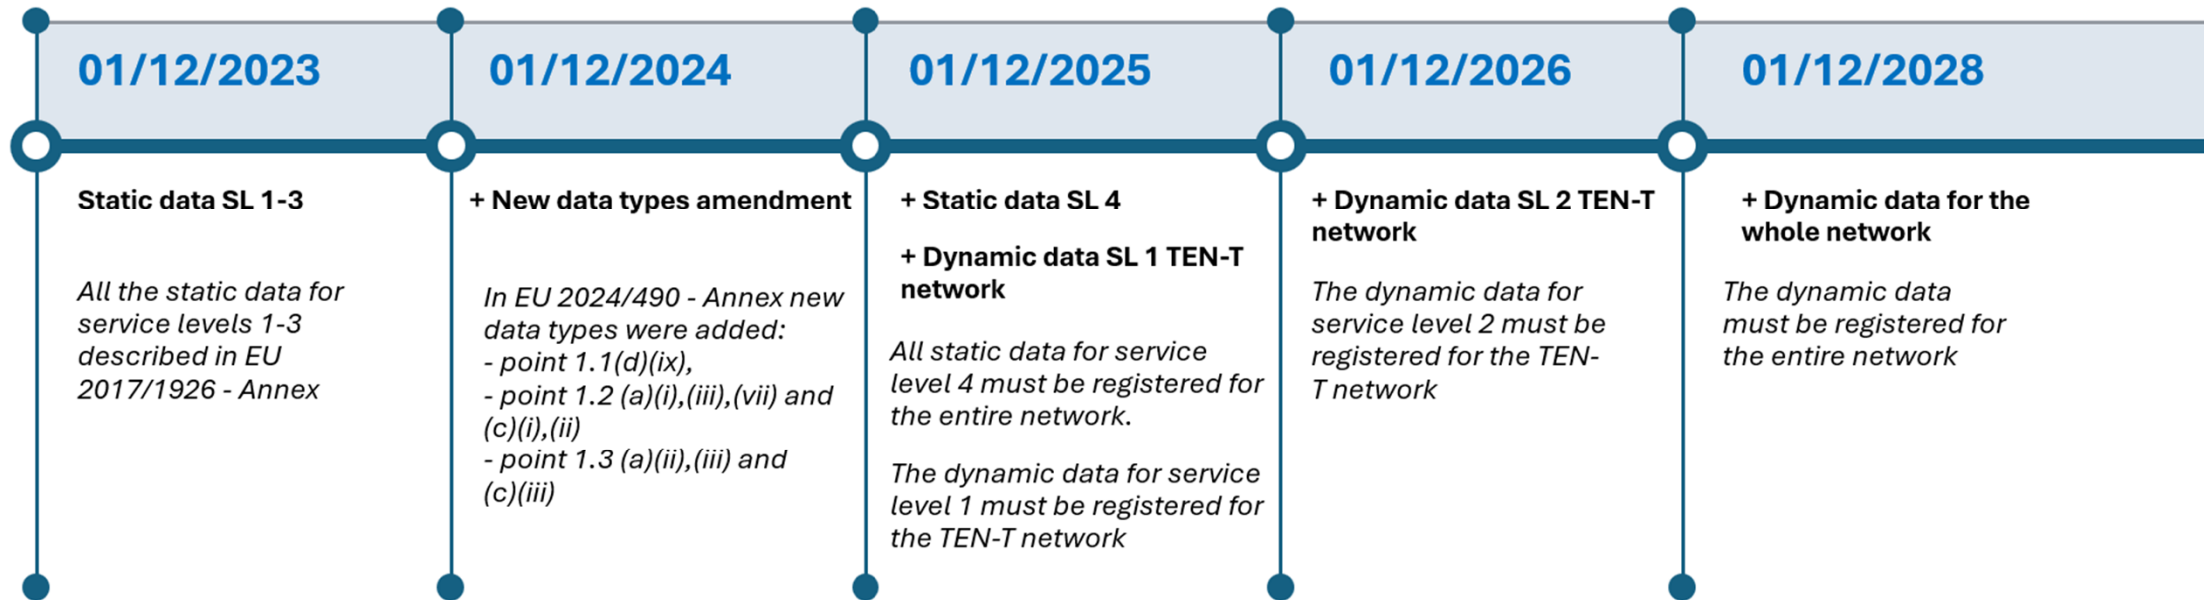 01/12/2023
Static data SL 1-3
All the static data for
service levels 1-3
described in EU
2017/1926 - Annex
01/12/2024
+ New data types amendment
In EU 2024/490 - Annex new
data types were added:
- point 1.1(d)(ix),
- point 1.2 (a)(i),(iii),(vii) and
(c)(i),(ii)
- point 1.3 (a)(ii),(iii) and
(c)(iii)
01/12/2025
+ Static data SL 4
+ Dynamic data SL 1 TEN-T
network
All static data for service
level 4 must be registered for
the entire network.
The dynamic data for service
level 1 must be registered for
the TEN-T network
01/12/2026
+ Dynamic data SL 2 TEN-T
network
The dynamic data for
service level 2 must be
registered for the TEN-
T network
01/12/2028
+ Dynamic data for the
whole network
The dynamic data
must be registered for
the entire network